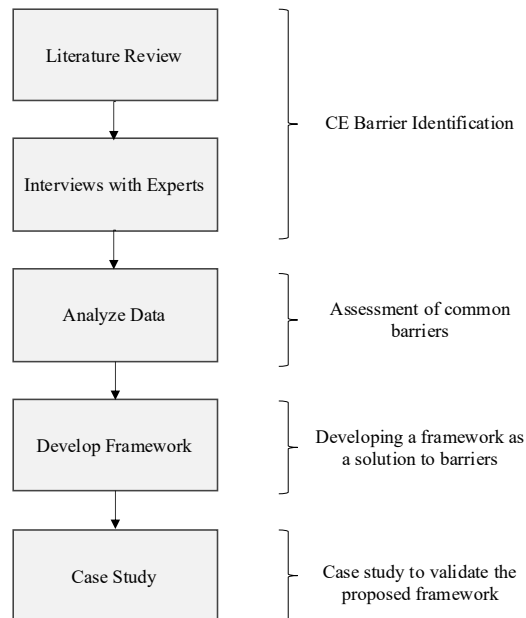 Literature Review
CE Barrier Identification
Interviews with Experts
Analyze Data
Assessment of common
barriers
Develop Framework
Developing a framework as
a solution to barriers
Case Study
Case study to validate the
proposed framework